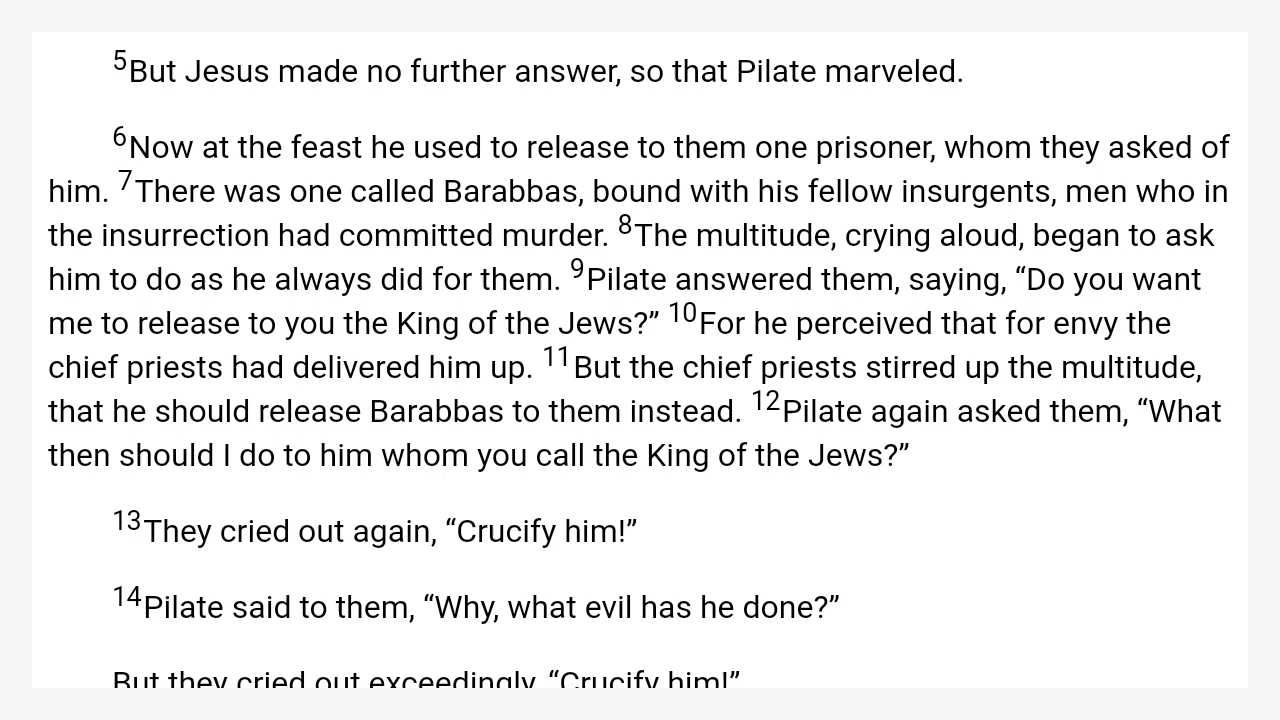 5But Jesus made no further answer, so that Pilate marveled.
6Now at the feast he used to release to them one prisoner, whom they asked of
him. 7There was one called Barabbas, bound with his fellow insurgents, men who in
the insurrection had committed murder. 8The multitude, crying aloud, began to ask
him to do as he always did for them. 9Pilate answered them, saying, “Do you want
me to release to you the King of the Jews?” 10For he perceived that for envy the
chief priests had delivered him up. 11But the chief priests stirred up the multitude,
that he should release Barabbas to them instead. 12Pilate again asked them, “What
then should I do to him whom you call the King of the Jews?”
13They cried out again, “Crucify him!”
14Pilate said to them, “Why, what evil has he done?”
But they cried out exceedingly, “Crucify him!”